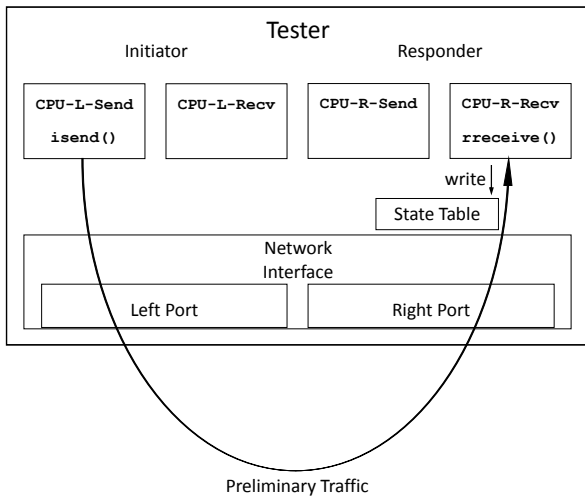 Tester
Initiator
Responder
CPU-L-Send
CPU-L-Recv
CPU-R-Send
CPU-R-Recv
isend()
rreceive()
write
State Table
Network
Interface
Left Port
Right Port
Preliminary Traffic